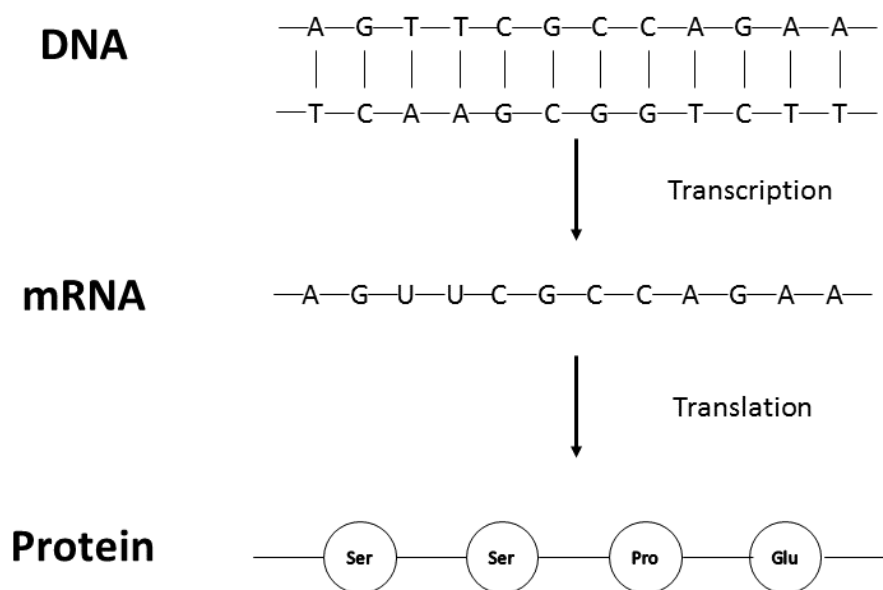 DNA
A G T T C G C C A G A A
T C A A G C G G T C T T
Transcription
mRNA
A G U U C G C C A G A A
Translation
Protein
Ser Ser Pro Glu